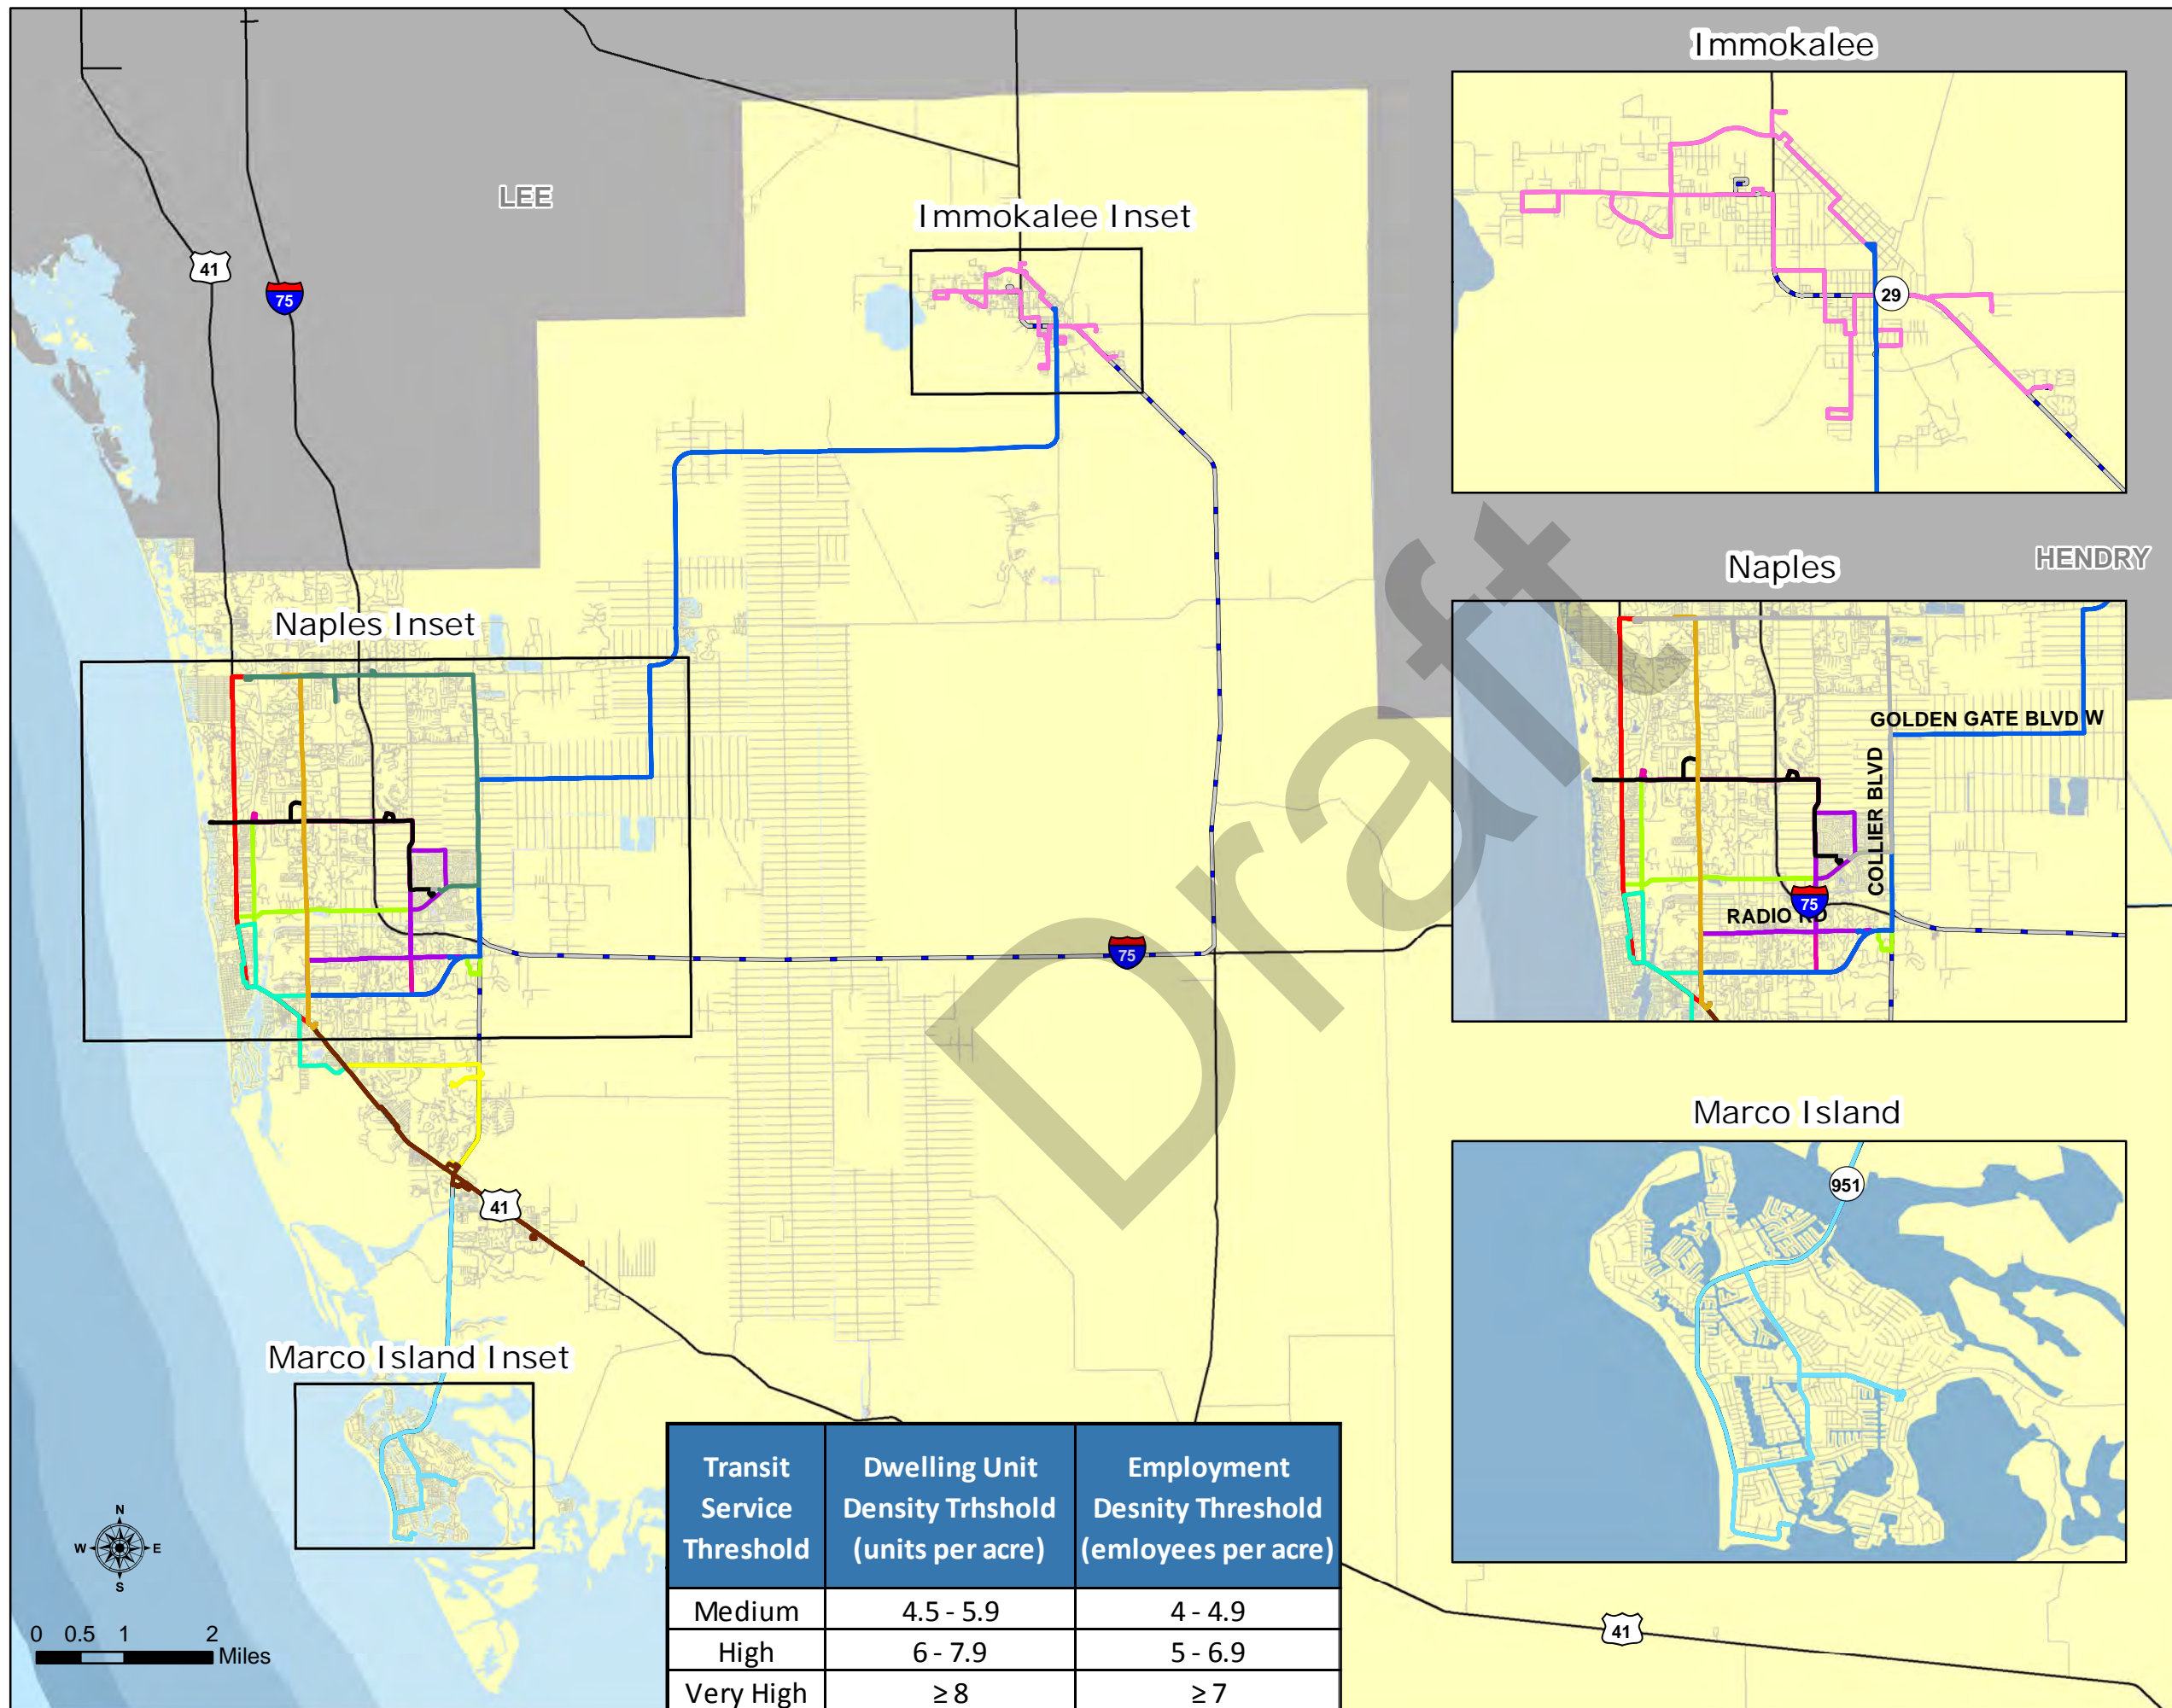 Immokalee
LEE
Immokalee Inset
41
75
29
HENDRY
Naples
Naples Inset
GOLDEN GATE BLVD W
COLLIER BLVD
75
RADIO RD
Draft
75
Marco Island
951
41
Marco Island Inset
Transit Service Threshold
Dwelling Unit Density Trhshold (units per acre)
Employment Desnity Threshold (emloyees per acre)
Medium 4.5 - 5.9 4 - 4.9
High 6 - 7.9 5 - 6.9
Very High ≥ 8 ≥ 7
N
W E
S
0 0.5 1 2
Miles
41